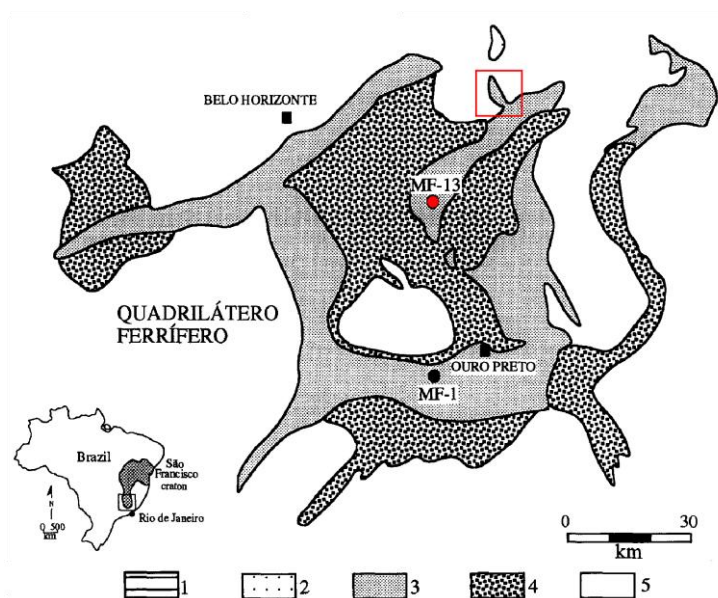 BELO HORIZONTE
MF-13
QUADRILÁTERO
FERRÍFERO
OURO PRETO
MF-1
Brazil
São
Francisco
craton
N
0 500
km
Rio de Janeiro
0 30
km
1 2 3 4 5